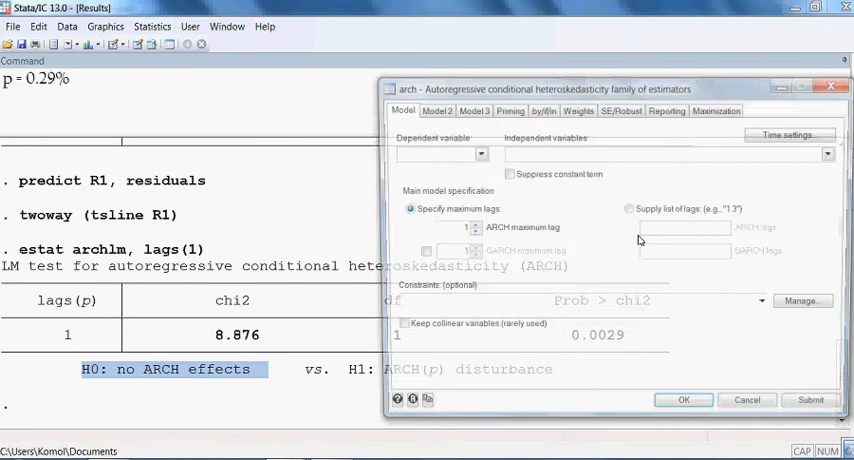 Stata/IC 13.0 - [Results]
File Edit Data Graphics Statistics User Window Help
Command
p = 0.29%
. predict R1, residuals
. twoway (tsline R1)
. estat archlm, lags(1)
LM test for autoregressive conditional heteroskedasticity (ARCH)
lags(p) chi2 df Prob > chi2
1 8.876 1 0.0029
H0: no ARCH effects vs. H1: ARCH(p) disturbance
.
arch - Autoregressive conditional heteroskedasticity family of estimators
Model Model 2 Model 3 Priming by/if/in Weights SE/Robust Reporting Maximization
Dependent variable: Independent variables: Time settings...
Suppress constant term
Main model specification
Specify maximum lags: Supply list of lags: (e.g., "1 3")
1 ARCH maximum lag ARCH lags
1 GARCH maximum lag GARCH lags
Constraints: (optional)
Manage...
Keep collinear variables (rarely used)
OK Cancel Submit
C:\Users\Komol\Documents
CAP NUM